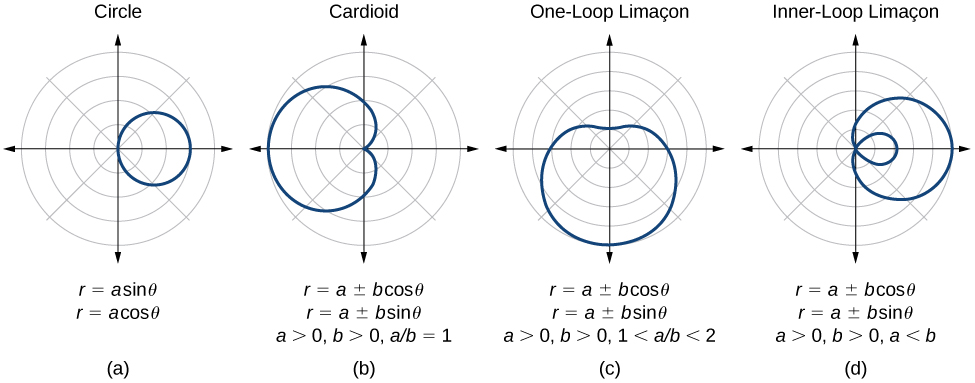 Circle
Cardioid
One-Loop Limaçon
Inner-Loop Limaçon
r = asinθ
r = acosθ
(a)
r = a ± bcosθ
r = a ± bsinθ
a > 0, b > 0, a/b = 1
(b)
r = a ± bcosθ
r = a ± bsinθ
a > 0, b > 0, 1 < a/b < 2
(c)
r = a ± bcosθ
r = a ± bsinθ
a > 0, b > 0, a < b
(d)